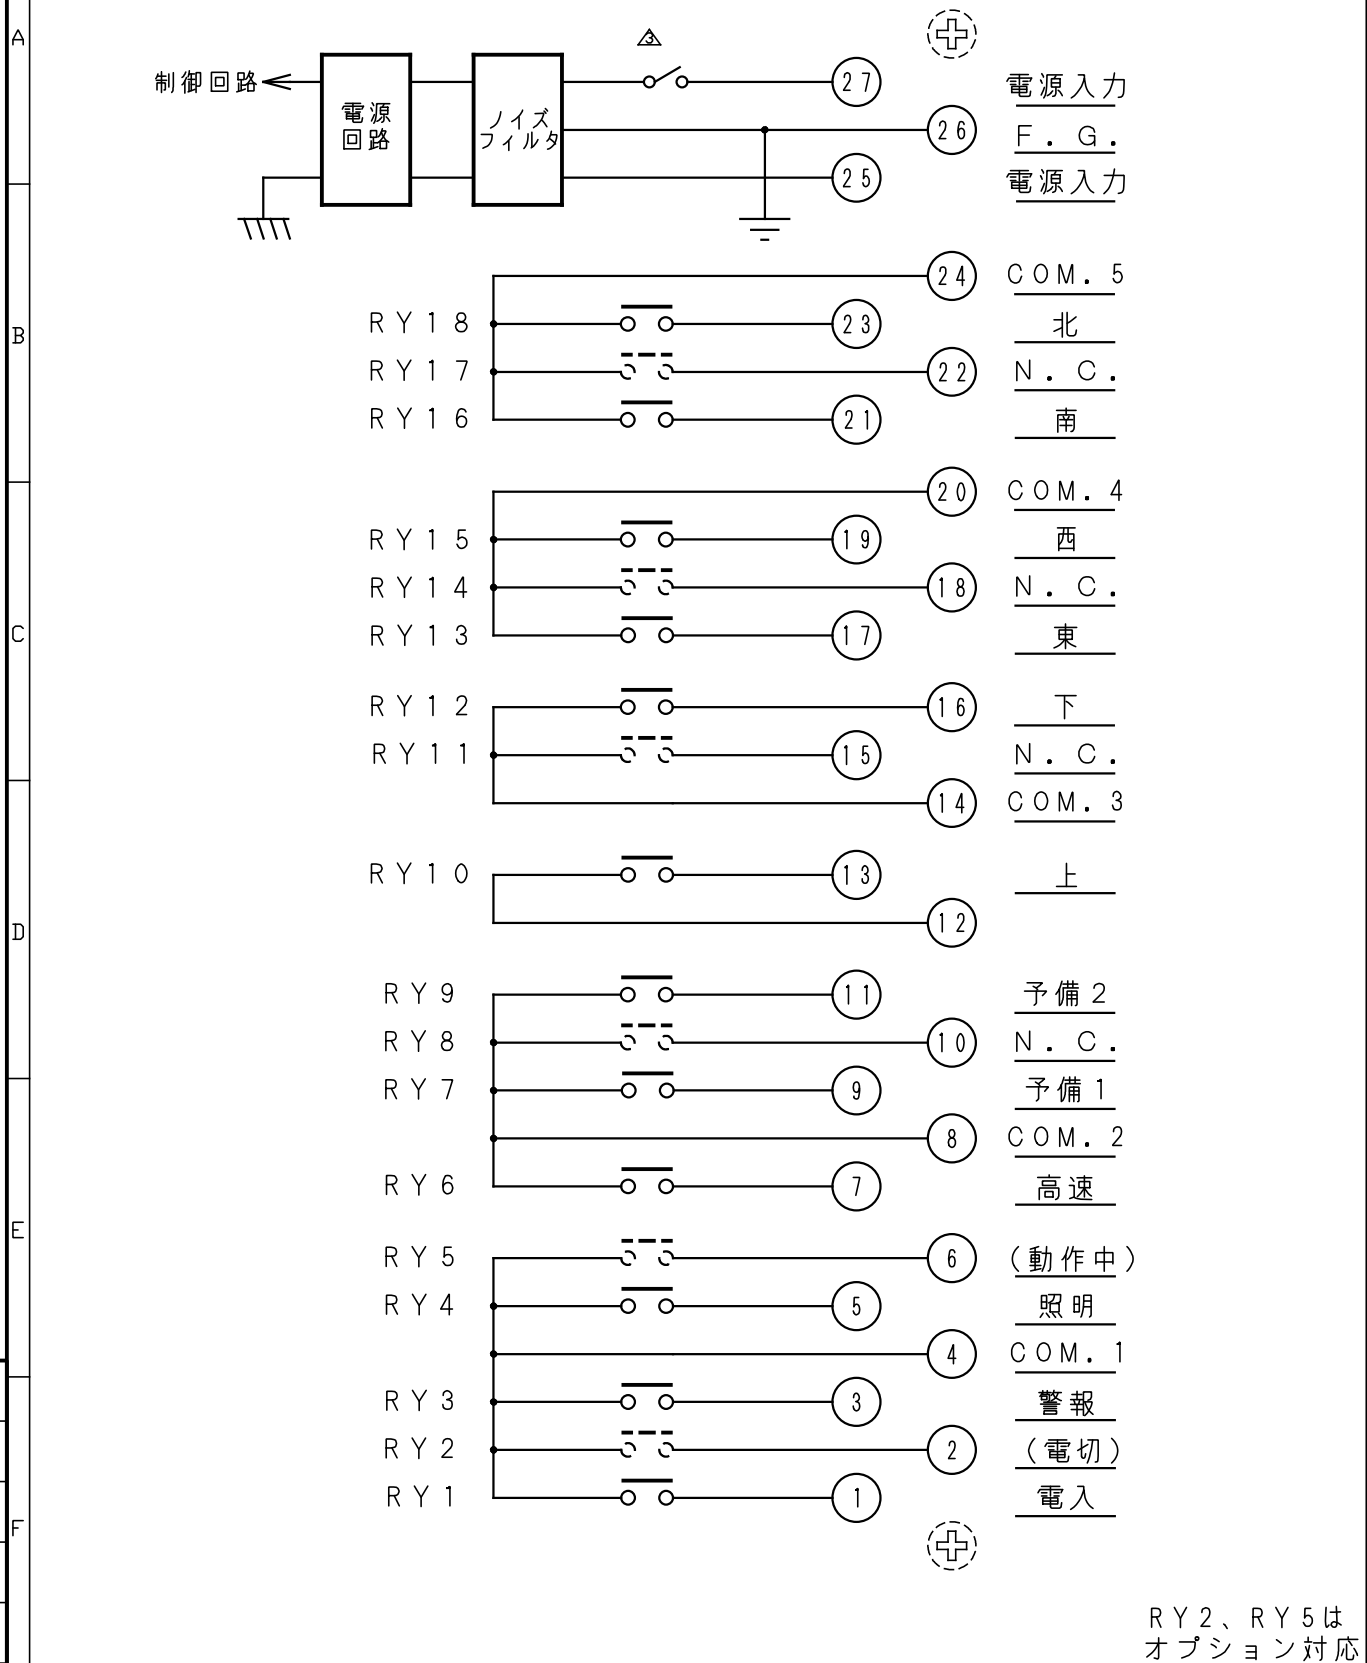 A
3
制御回路
電源
回路
ノイズ
フィルタ
27
電源入力
26
F.G.
25
電源入力
24
COM.5
B
RY18
23
北
RY17
22
N.C.
RY16
21
南
20
COM.4
RY15
19
西
RY14
18
N.C.
C
RY13
17
東
RY12
16
下
RY11
15
N.C.
14
COM.3
RY10
13
上
D
12
RY9
11
予備2
RY8
10
N.C.
RY7
9
予備1
8
COM.2
RY6
7
高速
E
RY5
6
(動作中)
RY4
5
照明
4
COM.1
RY3
3
警報
RY2
2
(電切)
RY1
1
電入
F
RY2、RY5は
オプション対応